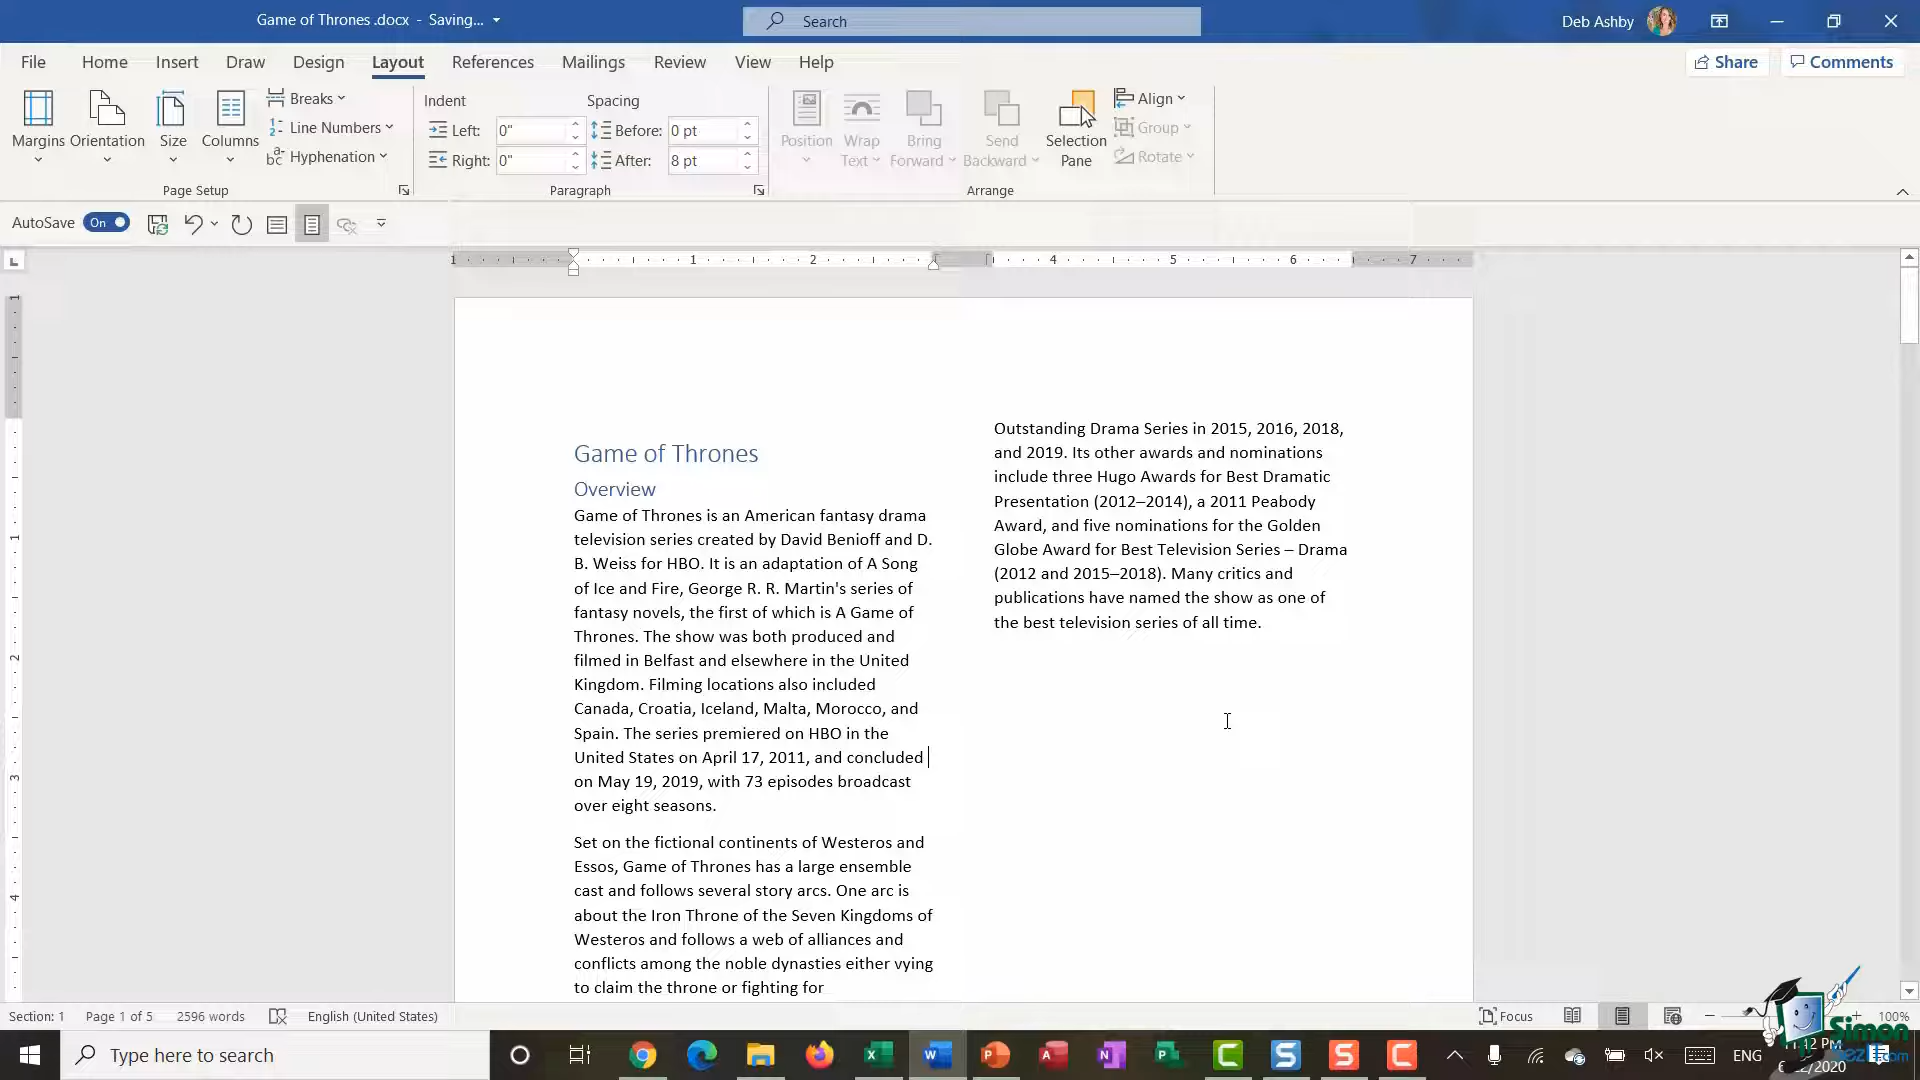 Game of Thrones .docx - Saving...
Search
Deb Ashby
File Home Insert Draw Design Layout References Mailings Review View Help
Share
Comments
Margins
Orientation
Size
Columns
Breaks
Line Numbers
Hyphenation
Page Setup
Indent
Spacing
Left: 0"
Before: 0 pt
Right: 0"
After: 8 pt
Paragraph
Position
Wrap Text
Bring Forward
Send Backward
Selection Pane
Align
Group
Rotate
Arrange
AutoSave On
1 1 2 4 5 6 7
Game of Thrones
Overview
Game of Thrones is an American fantasy drama
television series created by David Benioff and D.
B. Weiss for HBO. It is an adaptation of A Song
of Ice and Fire, George R. R. Martin's series of
fantasy novels, the first of which is A Game of
Thrones. The show was both produced and
filmed in Belfast and elsewhere in the United
Kingdom. Filming locations also included
Canada, Croatia, Iceland, Malta, Morocco, and
Spain. The series premiered on HBO in the
United States on April 17, 2011, and concluded
on May 19, 2019, with 73 episodes broadcast
over eight seasons.
Set on the fictional continents of Westeros and
Essos, Game of Thrones has a large ensemble
cast and follows several story arcs. One arc is
about the Iron Throne of the Seven Kingdoms of
Westeros and follows a web of alliances and
conflicts among the noble dynasties either vying
to claim the throne or fighting for
Outstanding Drama Series in 2015, 2016, 2018,
and 2019. Its other awards and nominations
include three Hugo Awards for Best Dramatic
Presentation (2012–2014), a 2011 Peabody
Award, and five nominations for the Golden
Globe Award for Best Television Series – Drama
(2012 and 2015–2018). Many critics and
publications have named the show as one of
the best television series of all time.
Section: 1 Page 1 of 5 2596 words English (United States)
Focus
100%
Type here to search
ENG
Simon